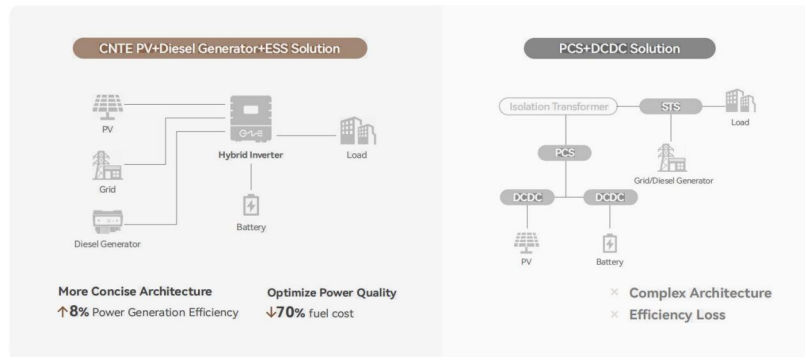 CNTE PV+Diesel Generator+ESS Solution
PV
Grid
Diesel Generator
Hybrid Inverter
Battery
Load
More Concise Architecture
↑8% Power Generation Efficiency
Optimize Power Quality
↓70% fuel cost
PCS+DCDC Solution
Isolation Transformer
STS
Load
PCS
Grid/Diesel Generator
DCDC
DCDC
PV
Battery
× Complex Architecture
× Efficiency Loss